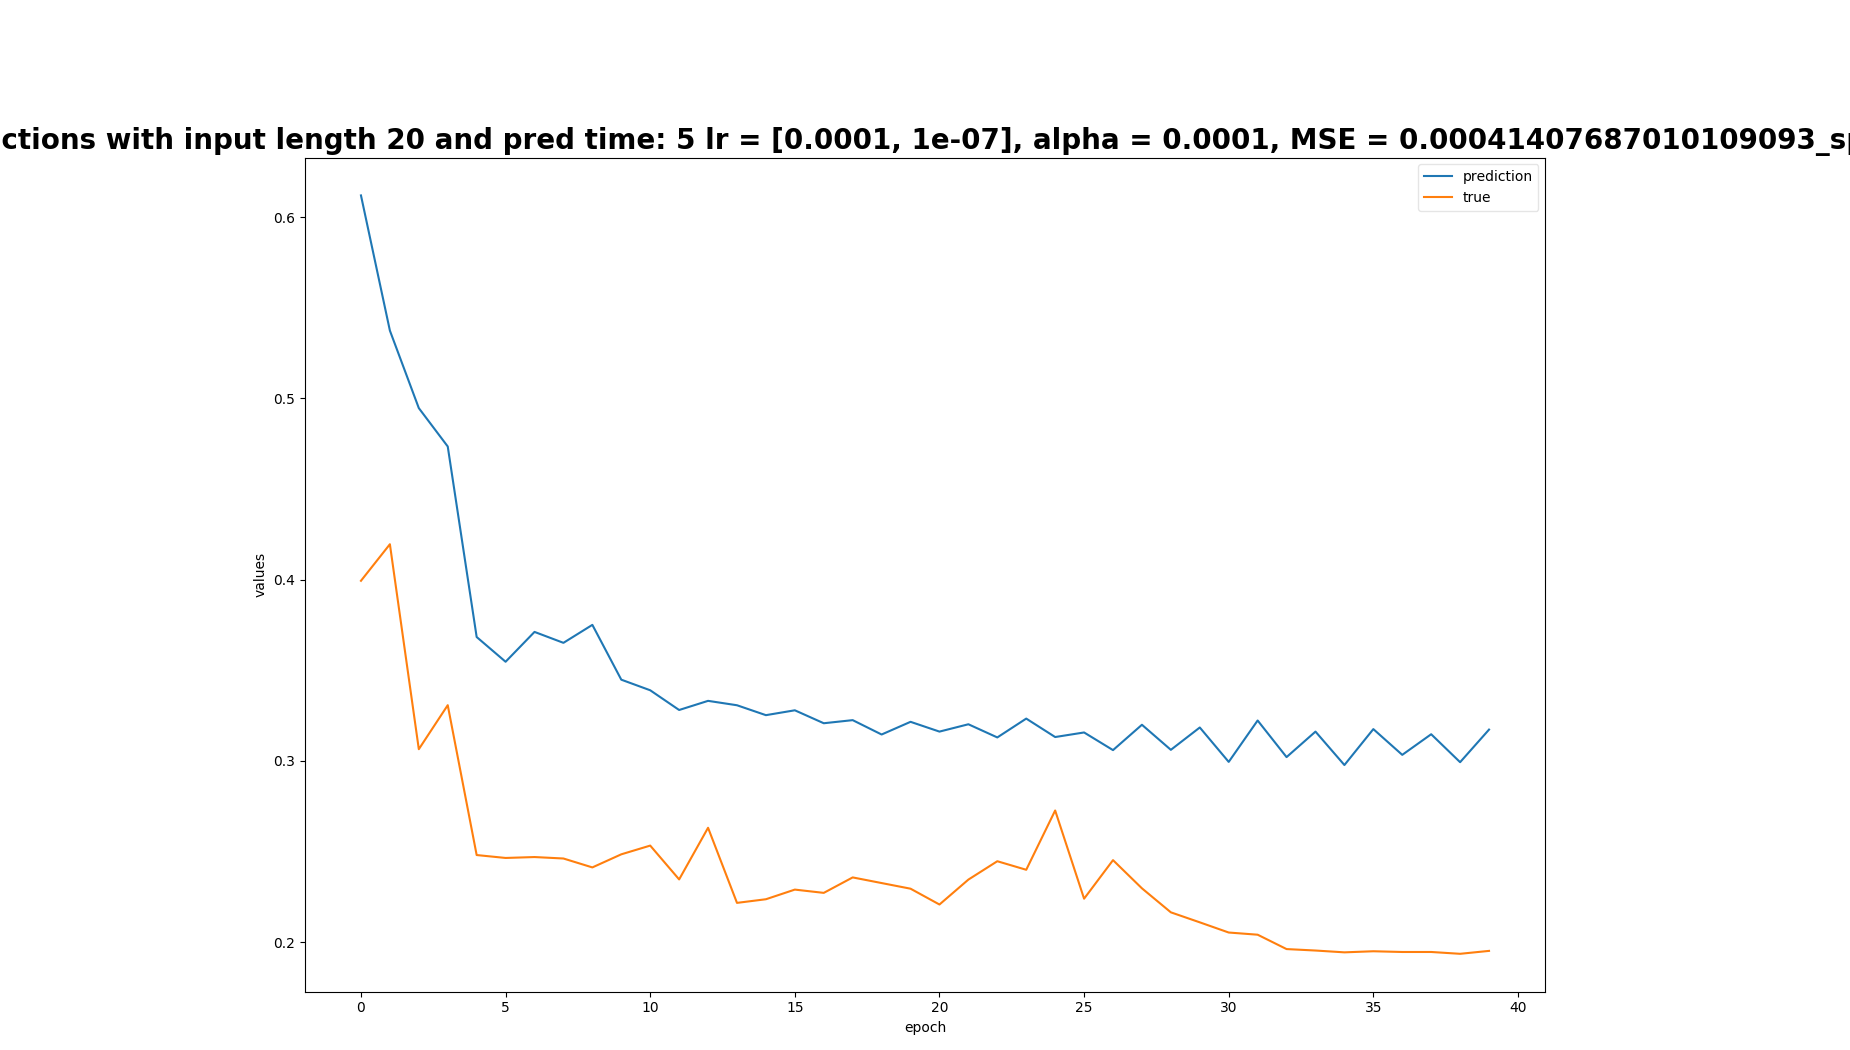 ctions with input length 20 and pred time: 5 lr = [0.0001, 1e-07], alpha = 0.0001, MSE = 0.00041407687010109093_sp
prediction
true
0.6
0.5
0.4
0.3
0.2
values
0 5 10 15 20 25 30 35 40
epoch